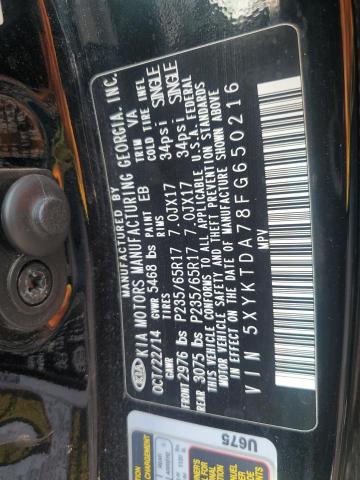 MANUFACTURED BY
KIA MOTORS MANUFACTURING GEORGIA, INC.
OCT/22/14 GVWR 5468 lbs PAINT EB TRIM VA
GAWR TIRES RIMS COLD TIRE INFL
FRONT 2976 lbs P235/65R17 7.0JX17 34psi SINGLE
REAR 3075 lbs P235/65R17 7.0JX17 34psi SINGLE
THIS VEHICLE CONFORMS TO ALL APPLICABLE U.S.A. FEDERAL
MOTOR VEHICLE SAFETY AND THEFT PREVENTION STANDARDS
IN EFFECT ON THE DATE OF MANUFACTURE SHOWN ABOVE
VIN 5XYKTDA78FG650216
MPV
U675
CHARGEMENT